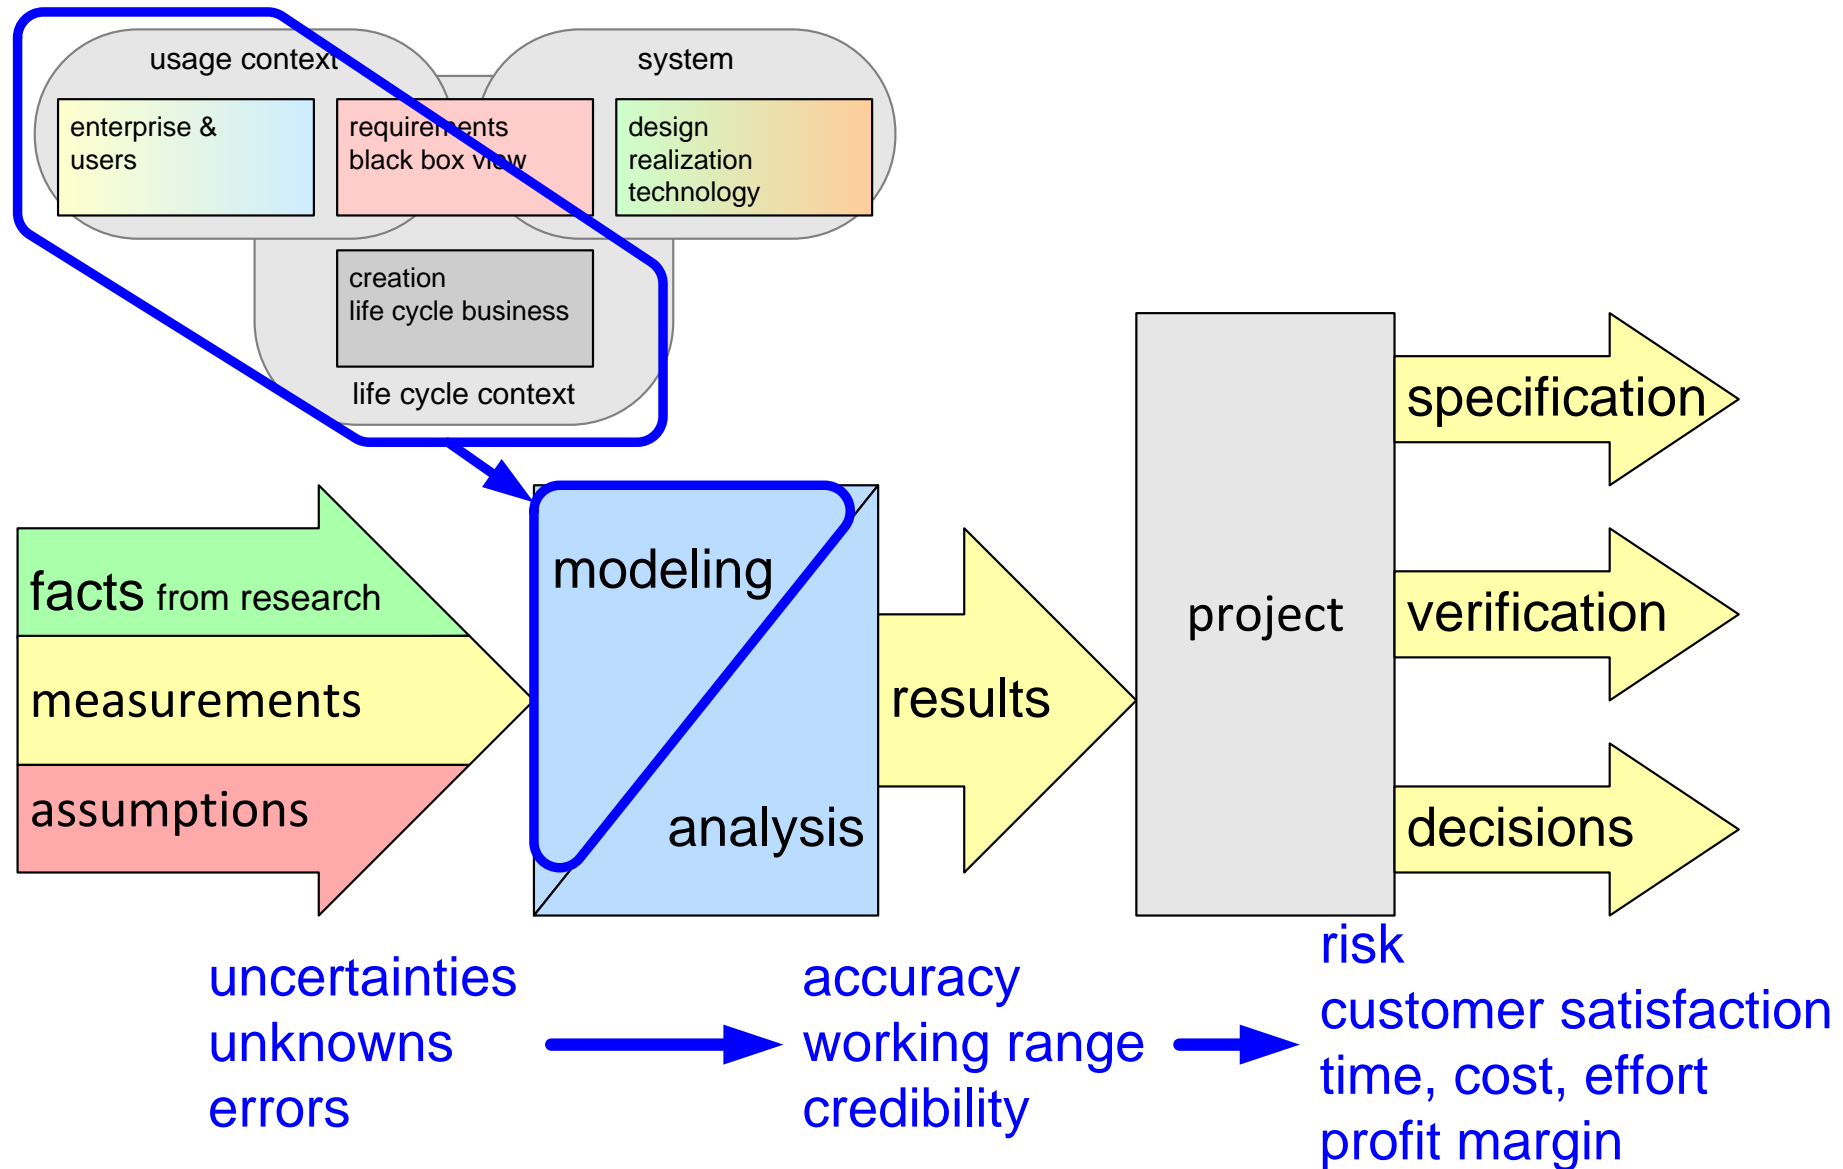 usage context
system
enterprise &
users
requirements
black box view
design
realization
technology
creation
life cycle business
life cycle context
facts from research
measurements
assumptions
modeling
analysis
results
project
specification
verification
decisions
uncertainties
unknowns
errors
accuracy
working range
credibility
risk
customer satisfaction
time, cost, effort
profit margin